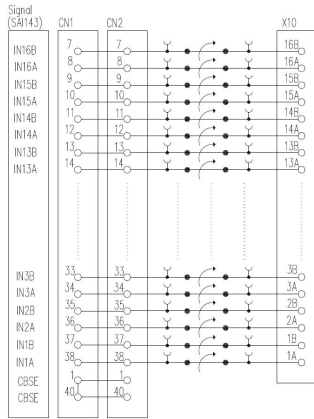 Signal
(SAI143) CN1 CN2 X10
IN16B 7 7 16B
IN16A 8 8 16A
IN15B 9 9 15B
IN15A 10 10 15A
IN14B 11 11 14B
IN14A 12 12 14A
IN13B 13 13 13B
IN13A 14 14 13A
IN3B 33 33 3B
IN3A 34 34 3A
IN2B 35 35 2B
IN2A 36 36 2A
IN1B 37 37 1B
IN1A 38 38 1A
CBSE 1 1
CBSE 40 40